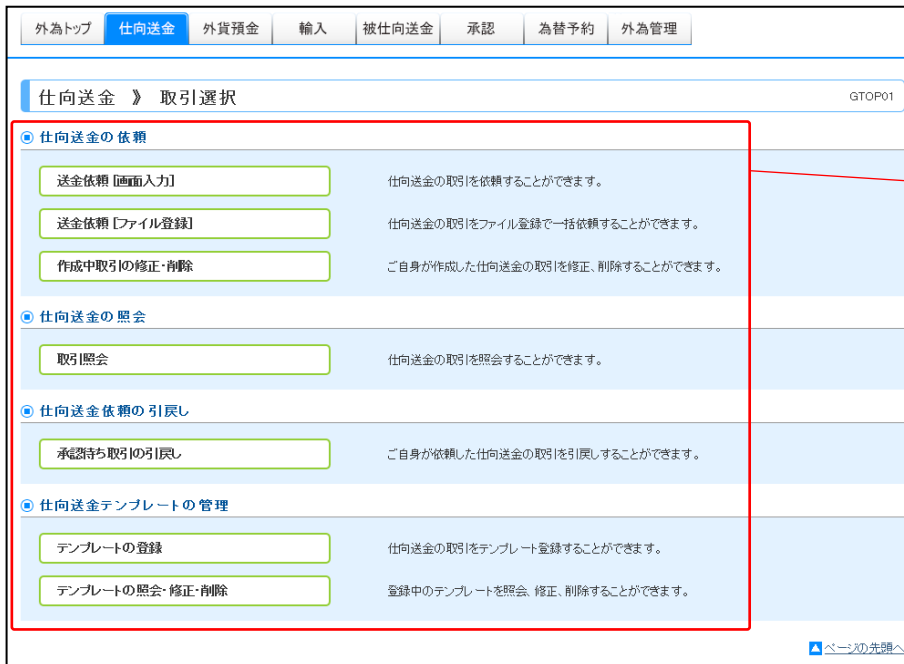 外為トップ 仕向送金 外貨預金 輸入 被仕向送金 承認 為替予約 外為管理
仕向送金 》 取引選択 GTOP01
仕向送金の依頼
送金依頼[画面入力] 仕向送金の取引を依頼することができます。
送金依頼[ファイル登録] 仕向送金の取引をファイル登録で一括依頼することができます。
作成中取引の修正・削除 ご自身が作成した仕向送金の取引を修正、削除することができます。
仕向送金の照会
取引照会 仕向送金の取引を照会することができます。
仕向送金依頼の引戻し
承認待ち取引の引戻し ご自身が依頼した仕向送金の取引を引戻しすることができます。
仕向送金テンプレートの管理
テンプレートの登録 仕向送金の取引をテンプレート登録することができます。
テンプレートの照会・修正・削除 登録中のテンプレートを照会、修正、削除することができます。
ページの先頭へ